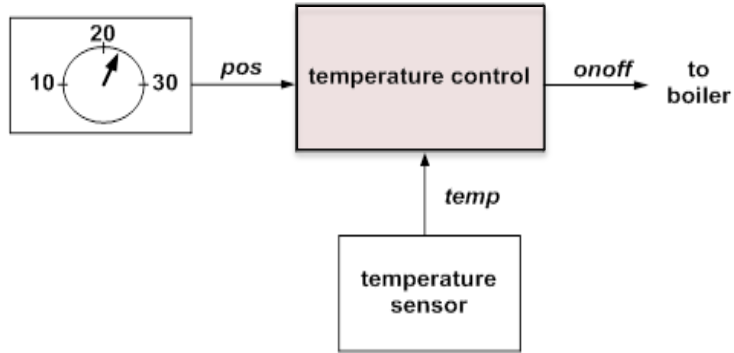 20
10
30
pos
temperature control
onoff
to
boiler
temp
temperature
sensor